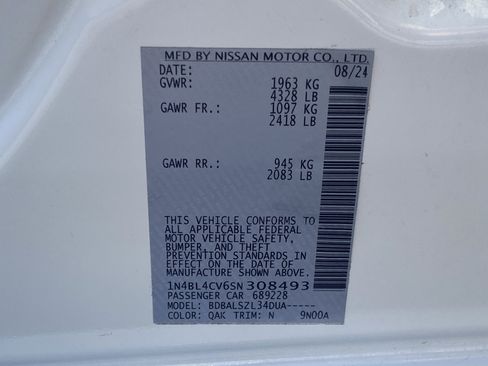 MFD BY NISSAN MOTOR CO., LTD.
DATE: 08/24
GVWR: 1963 KG
4328 LB
GAWR FR.: 1097 KG
2418 LB
GAWR RR.: 945 KG
2083 LB
THIS VEHICLE CONFORMS TO
ALL APPLICABLE FEDERAL
MOTOR VEHICLE SAFETY,
BUMPER, AND THEFT
PREVENTION STANDARDS IN
EFFECT ON THE DATE OF
MANUFACTURE SHOWN ABOVE.
1N4BL4CV6SN308493
PASSENGER CAR 689228
MODEL: BDBALSZL34DUA-----
COLOR: QAK TRIM: N 9N00A